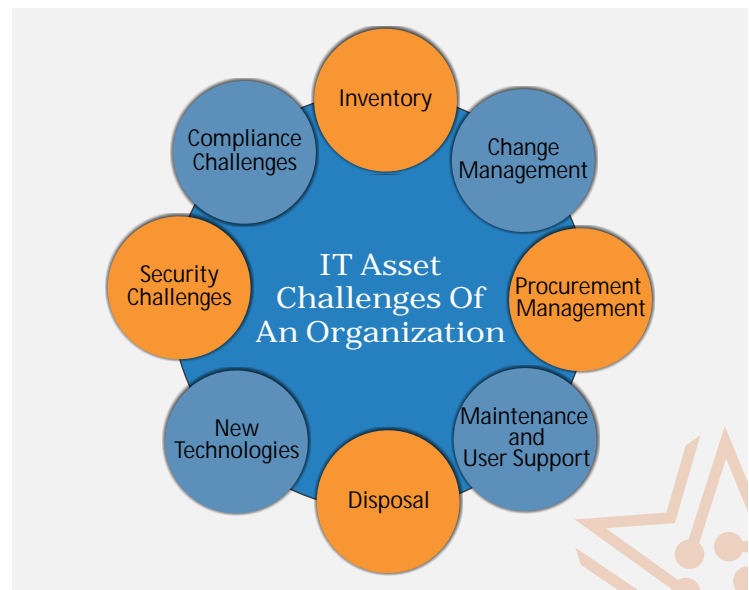 IT Asset
Challenges Of
An Organization
Inventory
Change
Management
Procurement
Management
Maintenance
and
User Support
Disposal
New
Technologies
Security
Challenges
Compliance
Challenges